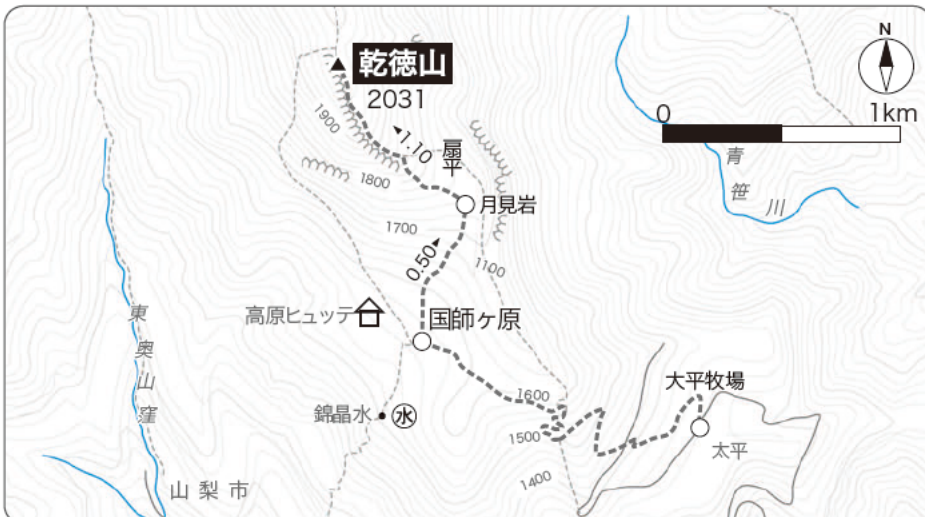 乾徳山
2031
N
0
1km
1900
1.10
扇平
青笹川
1800
月見岩
1700
0.50
1100
高原ヒュッテ
国師ヶ原
東奥山窪
大平牧場
1600
錦晶水
水
1500
太平
1400
山梨市